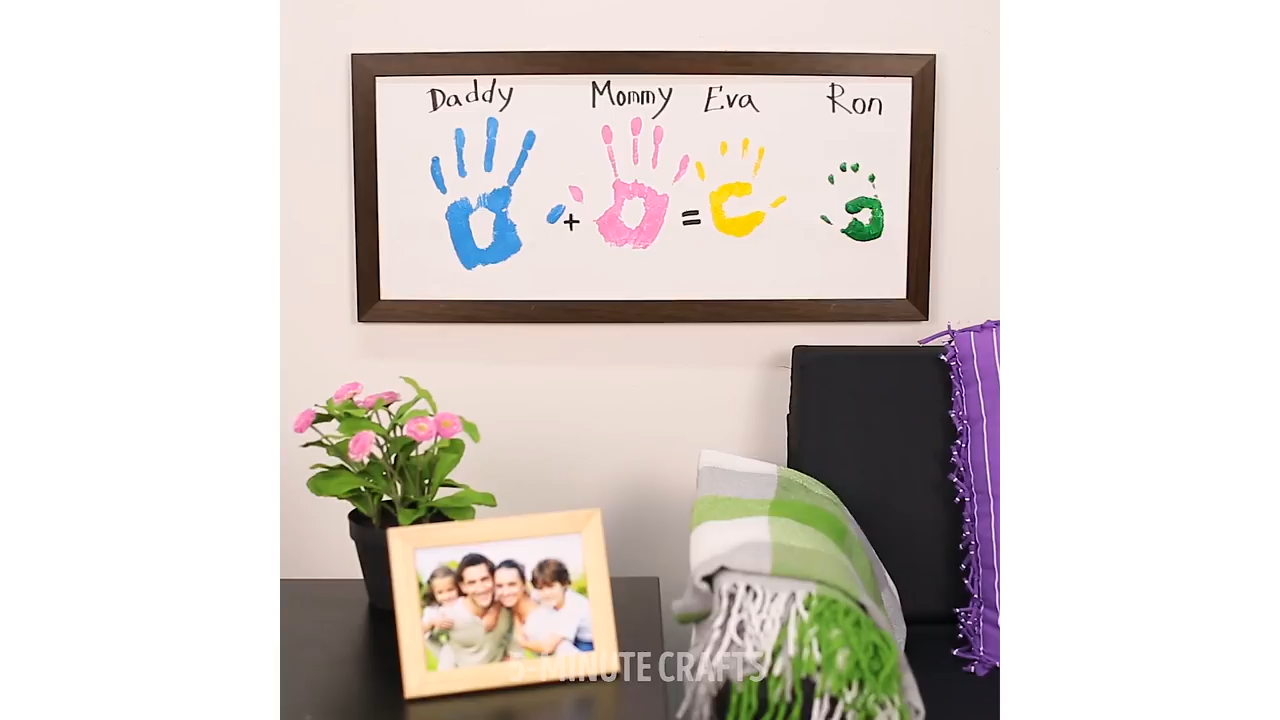 Daddy Mommy Eva Ron
+ =
5-MINUTE CRAFTS